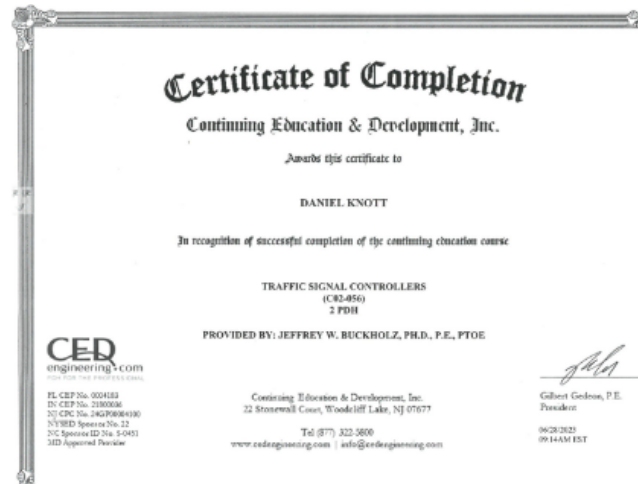 Certificate of Completion
Continuing Education & Development, Inc.
Awards this certificate to
DANIEL KNOTT
In recognition of successful completion of the continuing education course
TRAFFIC SIGNAL CONTROLLERS
(C02-056)
2 PDH
PROVIDED BY: JEFFREY W. BUCKHOLZ, PH.D., P.E., PTOE
CED
engineering.com
PDH FOR THE PROFESSIONAL
FL CEP No. 0004183
IN CEP No.
NJ CPC No. 24GP00004100
NYSED Sponsor No. 22
NC Sponsor ID No. S-0451
MD Approved Provider
Continuing Education & Development, Inc.
22 Stonewall Court, Woodcliff Lake, NJ 07677
Tel (877) 322-5800
www.cedengineering.com | info@cedengineering.com
Gilbert Gedeon, P.E.
President
06/28/2023
09:14AM EST